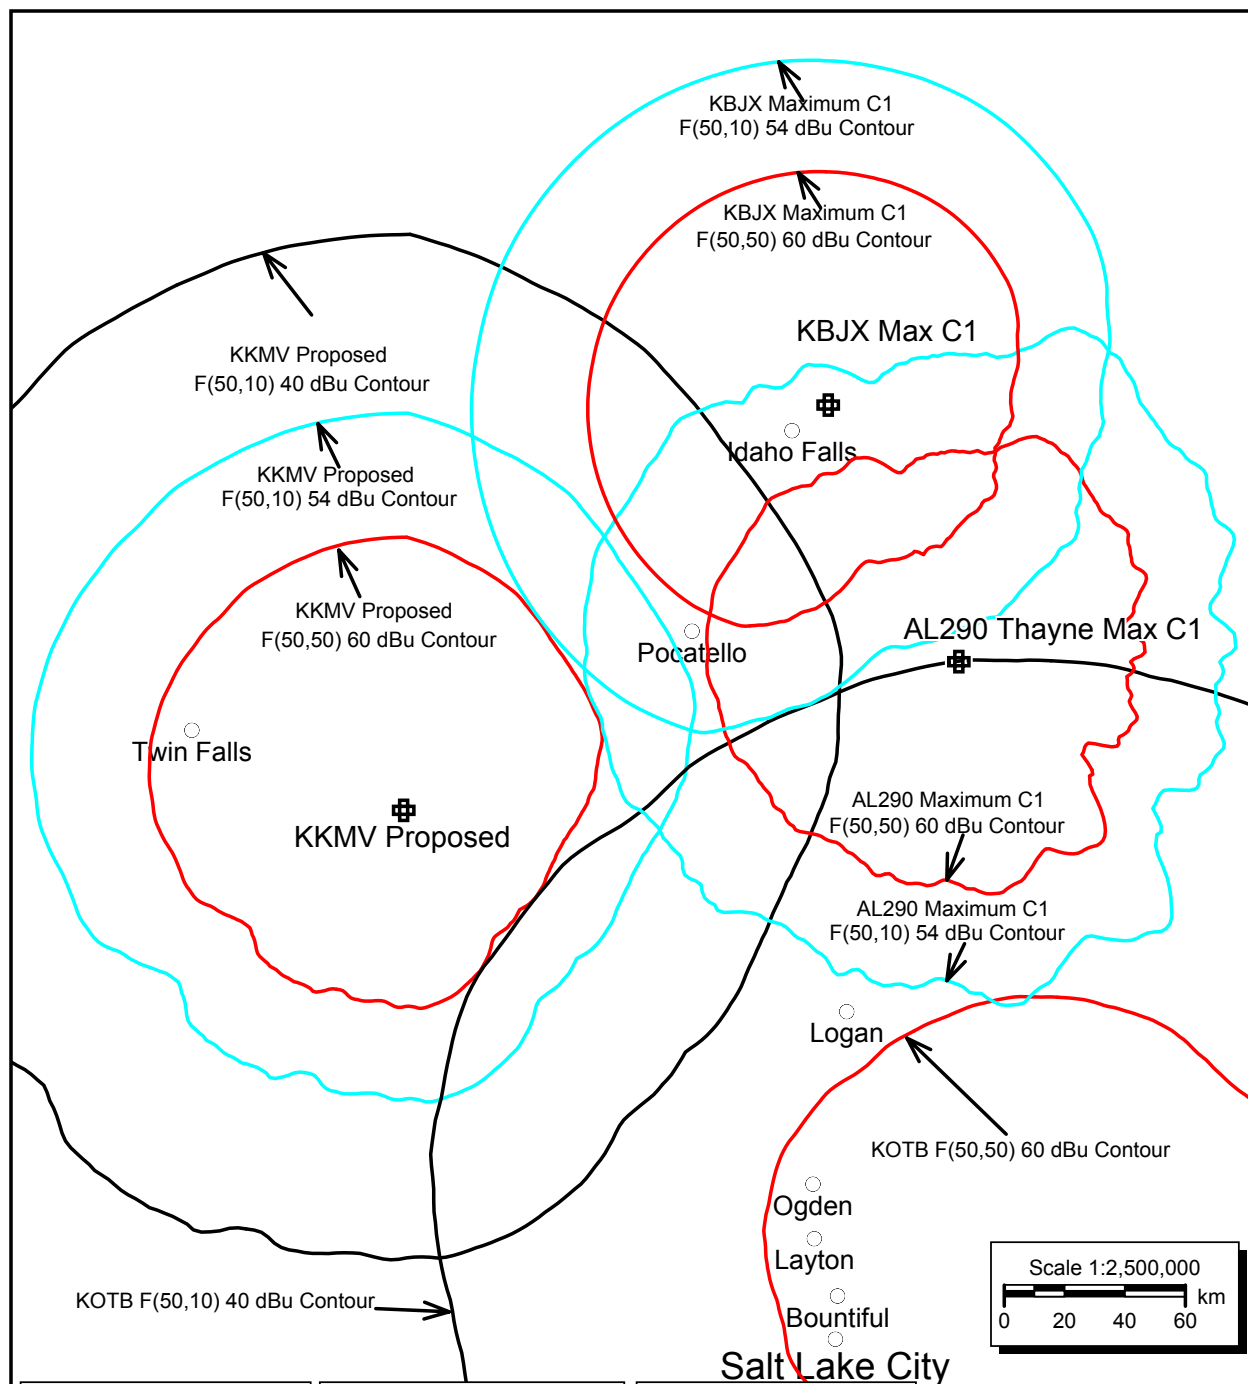 KBJX Maximum C1
F(50,10) 54 dBu Contour
KBJX Maximum C1
F(50,50) 60 dBu Contour
KBJX Max C1
KKMV Proposed
F(50,10) 40 dBu Contour
Idaho Falls
KKMV Proposed
F(50,10) 54 dBu Contour
KKMV Proposed
F(50,50) 60 dBu Contour
AL290 Thayne Max C1
Pocatello
Twin Falls
AL290 Maximum C1
F(50,50) 60 dBu Contour
KKMV Proposed
AL290 Maximum C1
F(50,10) 54 dBu Contour
Logan
KOTB F(50,50) 60 dBu Contour
Ogden
Layton
Scale 1:2,500,000
km
0 20 40 60
KOTB F(50,10) 40 dBu Contour
Bountiful
Salt Lake City